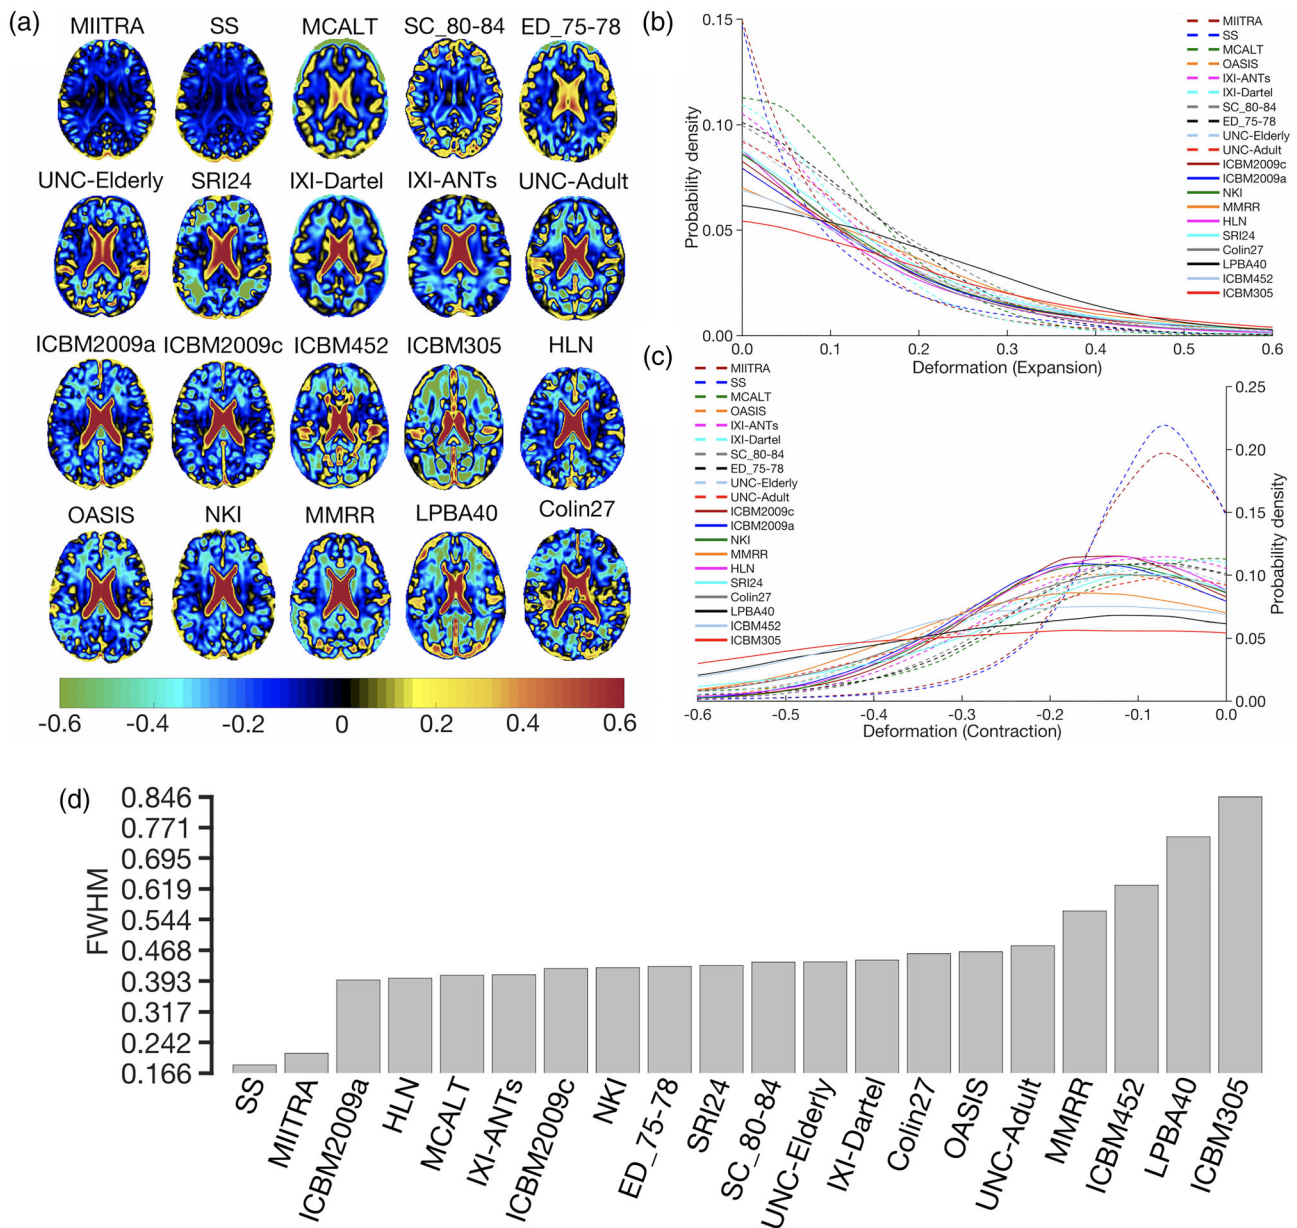 (a)
MIITRA SS MCALT SC_80-84 ED_75-78
UNC-Elderly SRI24 IXI-Dartel IXI-ANTs UNC-Adult
ICBM2009a ICBM2009c ICBM452 ICBM305 HLN
OASIS NKI MMRR LPBA40 Colin27
-0.6 -0.4 -0.2 0 0.2 0.4 0.6
(b)
Probability density
0.15
0.10
0.05
0.00
0.0 0.1 0.2 0.3 0.4 0.5 0.6
Deformation (Expansion)
MIITRA
SS
MCALT
OASIS
IXI-ANTs
IXI-Dartel
SC_80-84
ED_75-78
UNC-Elderly
UNC-Adult
ICBM2009c
ICBM2009a
NKI
MMRR
HLN
SRI24
Colin27
LPBA40
ICBM452
ICBM305
(c)
MIITRA
SS
MCALT
OASIS
IXI-ANTs
IXI-Dartel
SC_80-84
ED_75-78
UNC-Elderly
UNC-Adult
ICBM2009c
ICBM2009a
NKI
MMRR
HLN
SRI24
Colin27
LPBA40
ICBM452
ICBM305
0.25
0.20
0.15
0.10
0.05
0.00
Probability density
-0.6 -0.5 -0.4 -0.3 -0.2 -0.1 0.0
Deformation (Contraction)
(d)
FWHM
0.846
0.771
0.695
0.619
0.544
0.468
0.393
0.317
0.242
0.166
SS
MIITRA
ICBM2009a
HLN
MCALT
IXI-ANTs
ICBM2009c
NKI
ED_75-78
SRI24
SC_80-84
UNC-Elderly
IXI-Dartel
Colin27
OASIS
UNC-Adult
MMRR
ICBM452
LPBA40
ICBM305